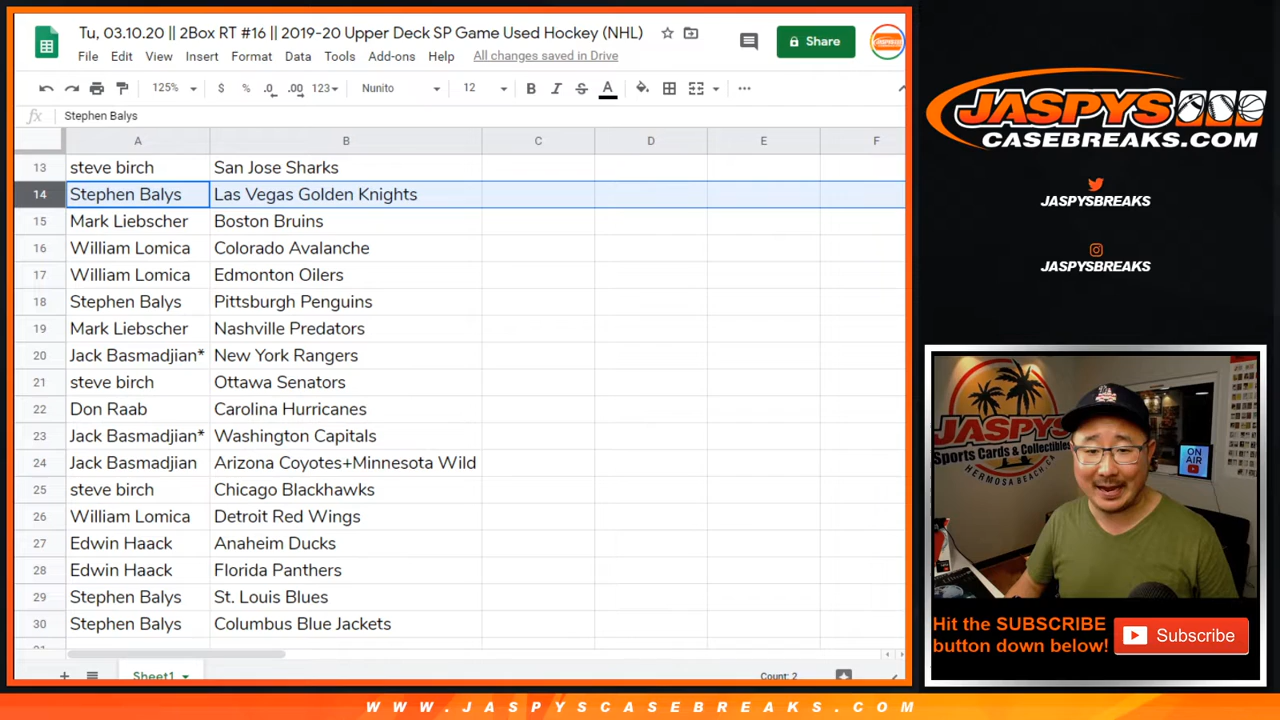 Tu, 03.10.20 || 2Box RT #16 || 2019-20 Upper Deck SP Game Used Hockey (NHL)
File Edit View Insert Format Data Tools Add-ons Help All changes saved in Drive
Share
125% $ % .0 .00 123 Nunito 12 B I S A
fx Stephen Balys
A B C D E F
13 steve birch San Jose Sharks
14 Stephen Balys Las Vegas Golden Knights
15 Mark Liebscher Boston Bruins
16 William Lomica Colorado Avalanche
17 William Lomica Edmonton Oilers
18 Stephen Balys Pittsburgh Penguins
19 Mark Liebscher Nashville Predators
20 Jack Basmadjian* New York Rangers
21 steve birch Ottawa Senators
22 Don Raab Carolina Hurricanes
23 Jack Basmadjian* Washington Capitals
24 Jack Basmadjian Arizona Coyotes+Minnesota Wild
25 steve birch Chicago Blackhawks
26 William Lomica Detroit Red Wings
27 Edwin Haack Anaheim Ducks
28 Edwin Haack Florida Panthers
29 Stephen Balys St. Louis Blues
30 Stephen Balys Columbus Blue Jackets
Sheet1
Count: 2
JASPYS
CASEBREAKS.COM
JASPYSBREAKS
JASPYSBREAKS
JASPYS
Sports Cards & Collectibles
HERMOSA BEACH, CA
ON AIR
Hit the SUBSCRIBE
button down below!
Subscribe
WWW.JASPYSCASEBREAKS.COM